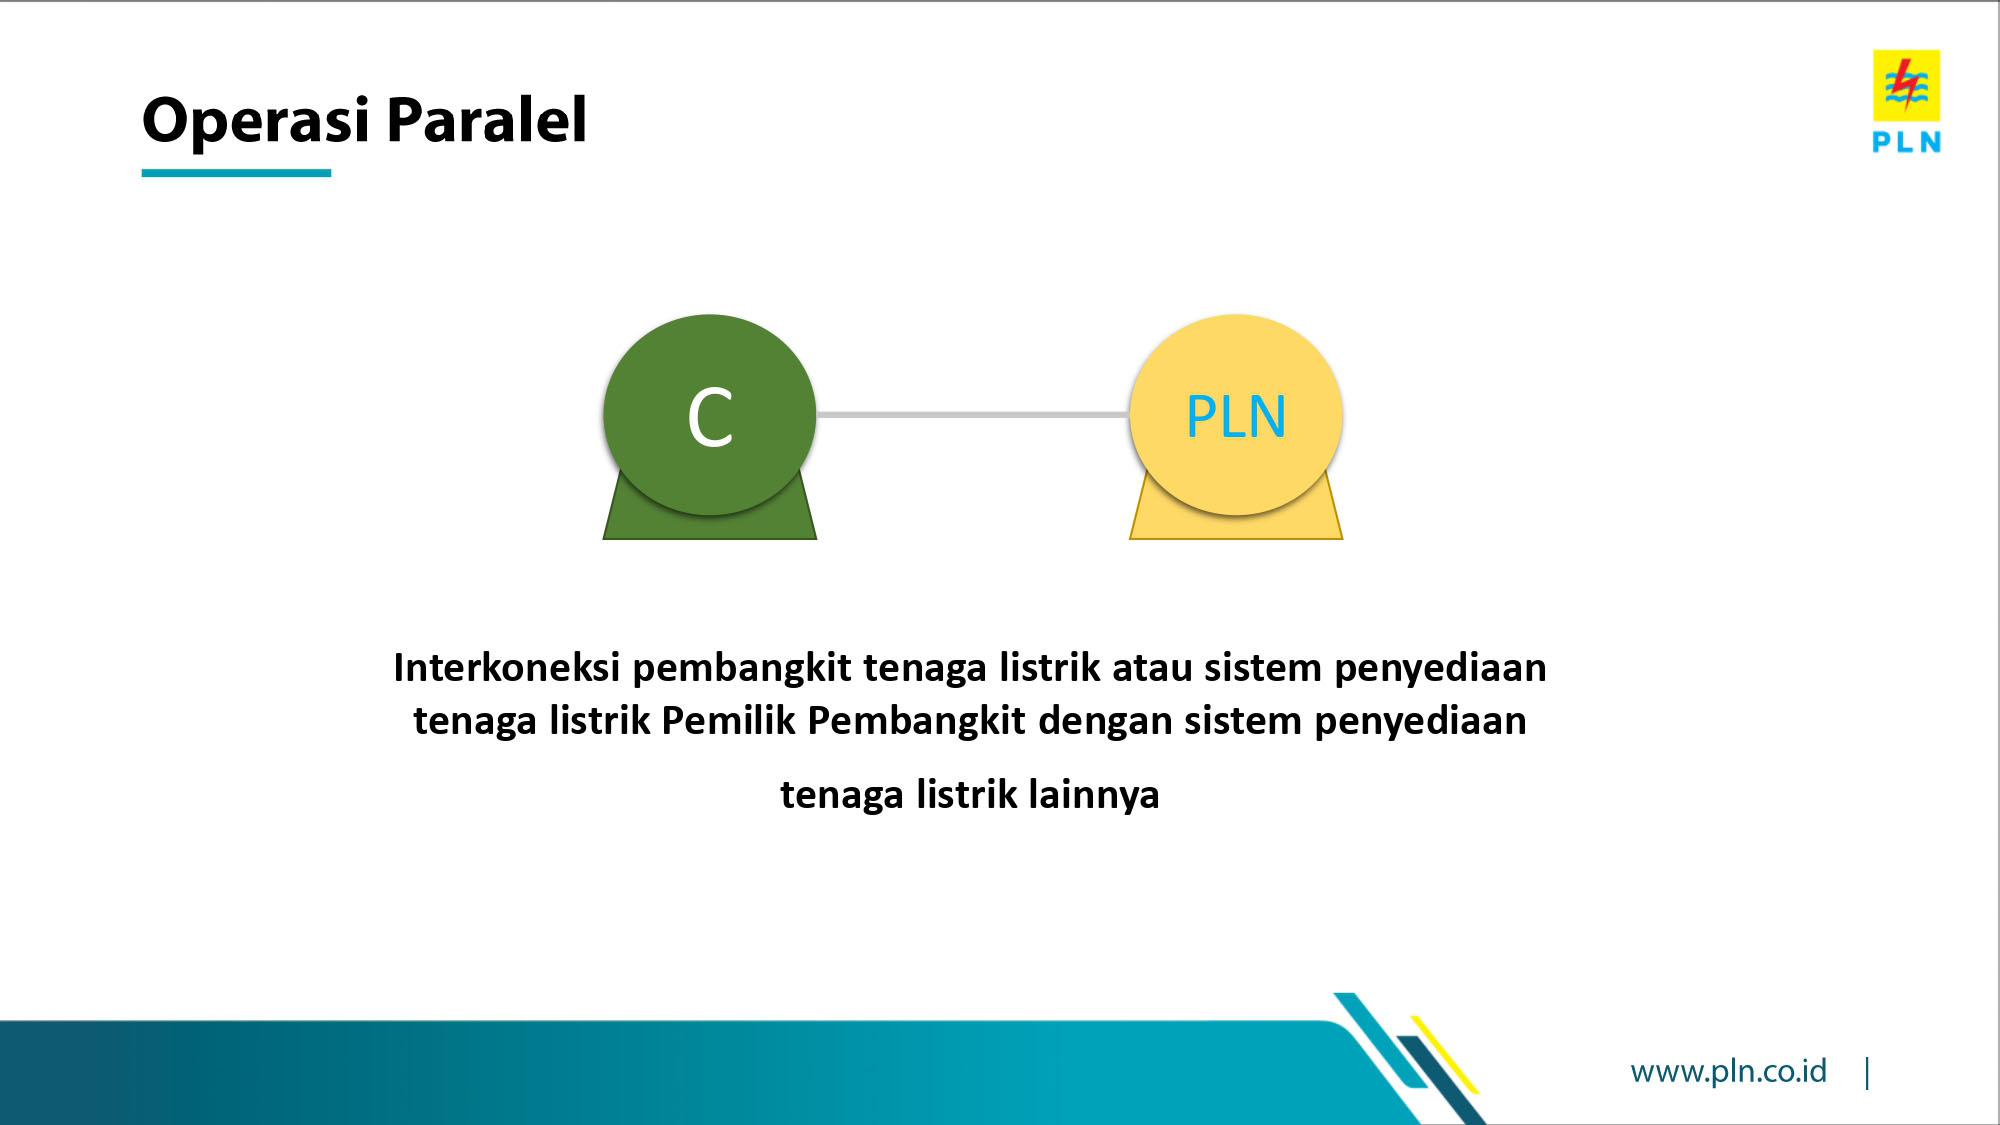 Operasi Paralel
PLN
C
PLN
Interkoneksi pembangkit tenaga listrik atau sistem penyediaan
tenaga listrik Pemilik Pembangkit dengan sistem penyediaan
tenaga listrik lainnya
www.pln.co.id |